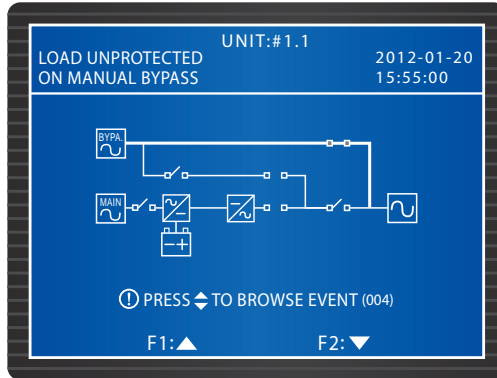 UNIT:#1.1
LOAD UNPROTECTED
ON MANUAL BYPASS
2012-01-20
15:55:00
BYPA.
MAIN
PRESS TO BROWSE EVENT (004)
F1: F2: